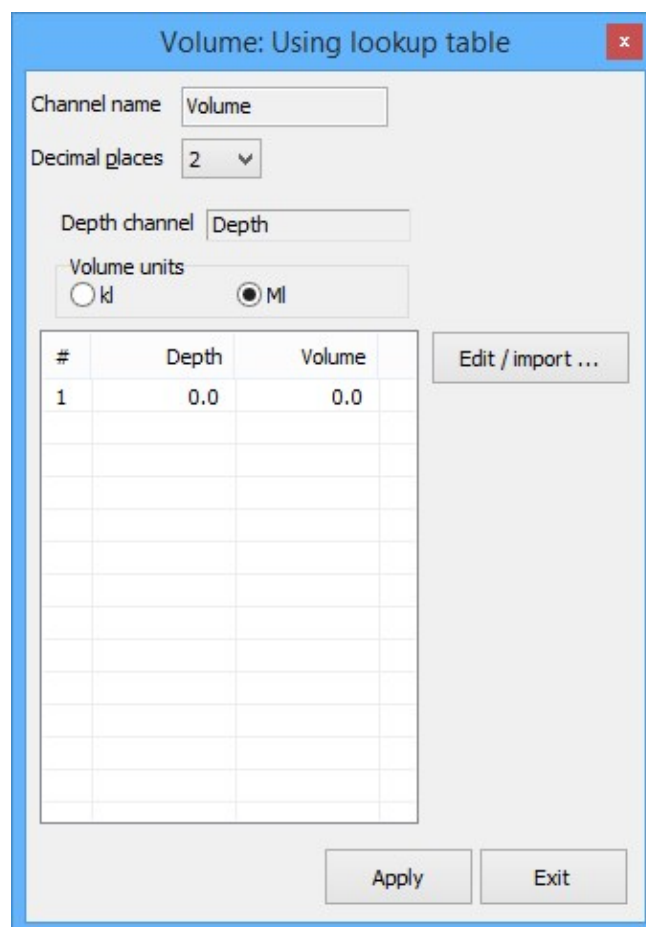 Volume: Using lookup table x
Channel name Volume
Decimal places 2
Depth channel Depth
Volume units
kl Ml
# Depth Volume Edit / import ...
1 0.0 0.0
Apply Exit